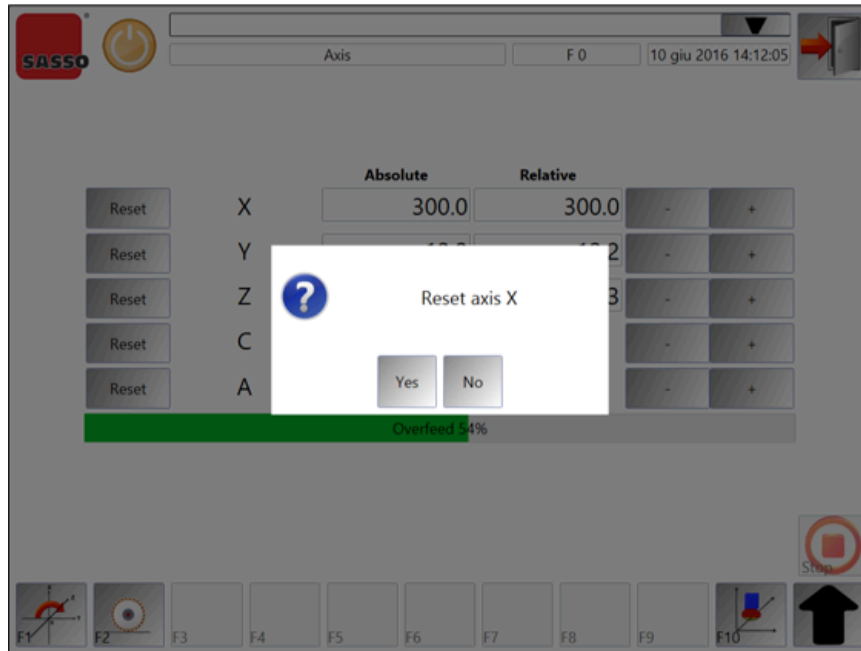 SASSO
Axis
F 0
10 giu 2016 14:12:05
Absolute Relative
Reset X 300.0 300.0 - +
Reset Y 2 - +
Reset Z 3 - +
Reset C - +
Reset A - +
Reset axis X
Yes No
Overfeed 54%
Stop
F1 F2 F3 F4 F5 F6 F7 F8 F9 F10